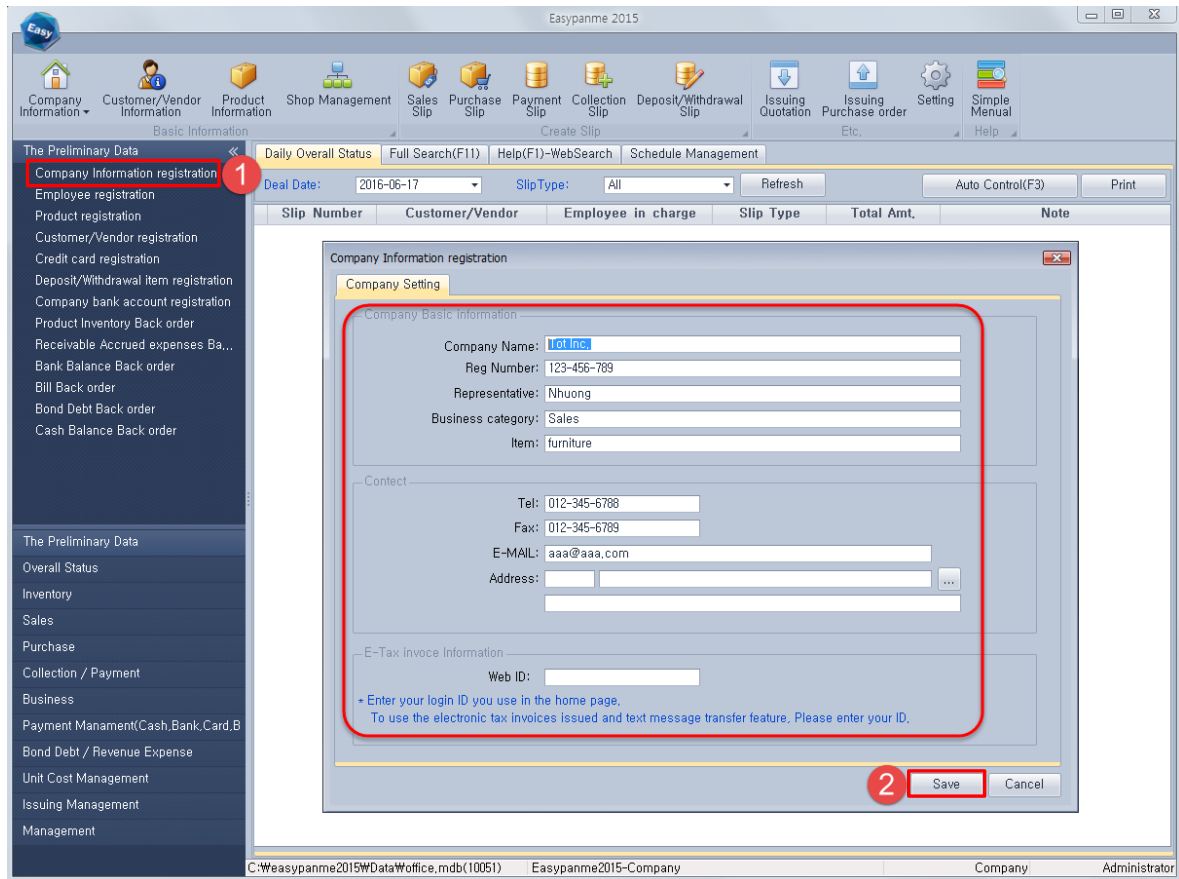 Easypanme 2015
Easy
Company Information
Customer/Vendor Information
Product Information
Shop Management
Sales Slip
Purchase Slip
Payment Slip
Collection Slip
Deposit/Withdrawal Slip
Issuing Quotation
Issuing Purchase order
Setting
Simple Menual
Basic Information
Create Slip
Etc.
Help
The Preliminary Data
Company Information registration
1
Employee registration
Product registration
Customer/Vendor registration
Credit card registration
Deposit/Withdrawal item registration
Company bank account registration
Product Inventory Back order
Receivable Accrued expenses Ba...
Bank Balance Back order
Bill Back order
Bond Debt Back order
Cash Balance Back order
The Preliminary Data
Overall Status
Inventory
Sales
Purchase
Collection / Payment
Business
Payment Manament(Cash,Bank,Card,B
Bond Debt / Revenue Expense
Unit Cost Management
Issuing Management
Management
Daily Overall Status Full Search(F11) Help(F1)-WebSearch Schedule Management
Deal Date: 2016-06-17 SlipType: All Refresh Auto Control(F3) Print
Slip Number Customer/Vendor Employee in charge Slip Type Total Amt. Note
Company Information registration
Company Setting
Company Basic Information
Company Name: Tot Inc.
Reg Number: 123-456-789
Representative: Nhuong
Business category: Sales
Item: furniture
Contect
Tel: 012-345-6788
Fax: 012-345-6789
E-MAIL: aaa@aaa.com
Address: ...
E-Tax invoce Information
Web ID:
* Enter your login ID you use in the home page.
To use the electronic tax invoices issued and text message transfer feature, Please enter your ID.
2 Save Cancel
C:₩easypanme2015₩Data₩office.mdb(10051) Easypanme2015-Company Company Administrator